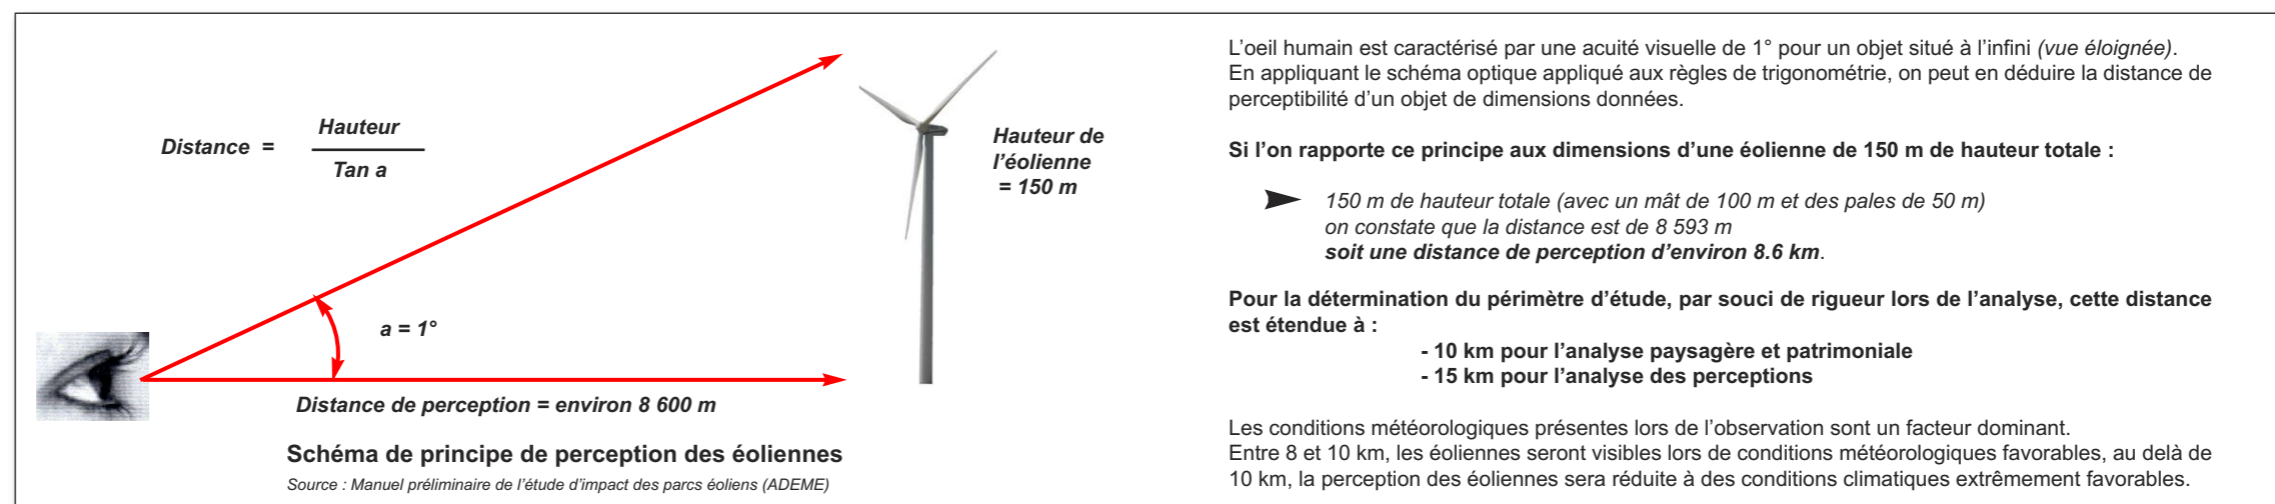 Distance =
Hauteur
Tan a
Hauteur de
l'éolienne
= 150 m
a = 1°
Distance de perception = environ 8 600 m
Schéma de principe de perception des éoliennes
Source : Manuel préliminaire de l'étude d'impact des parcs éoliens (ADEME)
L'oeil humain est caractérisé par une acuité visuelle de 1° pour un objet situé à l'infini (vue éloignée).
En appliquant le schéma optique appliqué aux règles de trigonométrie, on peut en déduire la distance de
perceptibilité d'un objet de dimensions données.
Si l'on rapporte ce principe aux dimensions d'une éolienne de 150 m de hauteur totale :
150 m de hauteur totale (avec un mât de 100 m et des pales de 50 m)
on constate que la distance est de 8 593 m
soit une distance de perception d'environ 8.6 km.
Pour la détermination du périmètre d'étude, par souci de rigueur lors de l'analyse, cette distance
est étendue à :
- 10 km pour l'analyse paysagère et patrimoniale
- 15 km pour l'analyse des perceptions
Les conditions météorologiques présentes lors de l'observation sont un facteur dominant.
Entre 8 et 10 km, les éoliennes seront visibles lors de conditions météorologiques favorables, au delà de
10 km, la perception des éoliennes sera réduite à des conditions climatiques extrêmement favorables.